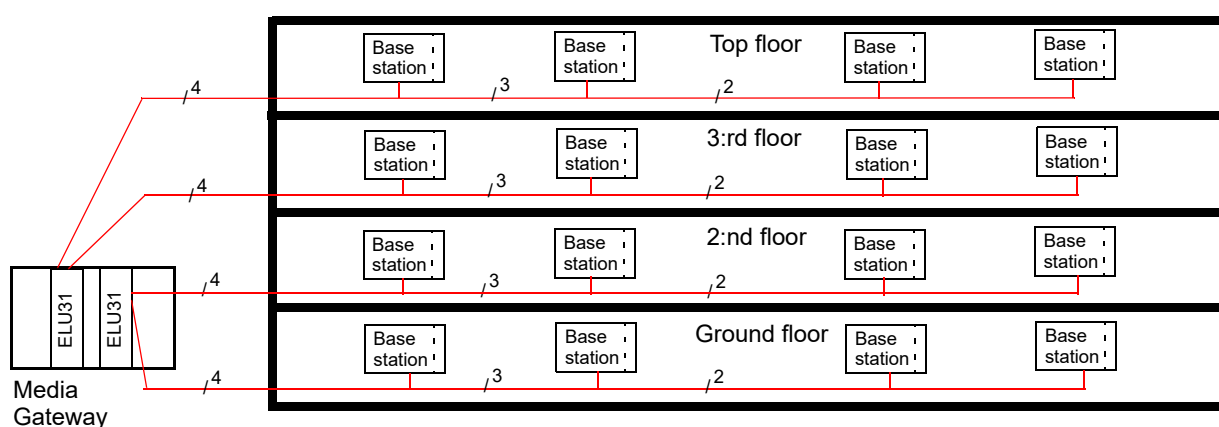 Base station
Base station
Top floor
Base station
Base station
4
3
2
Base station
Base station
3:rd floor
Base station
Base station
4
3
2
Base station
Base station
2:nd floor
Base station
Base station
4
3
2
ELU31
ELU31
Base station
Base station
Ground floor
Base station
Base station
4
3
2
Media
Gateway